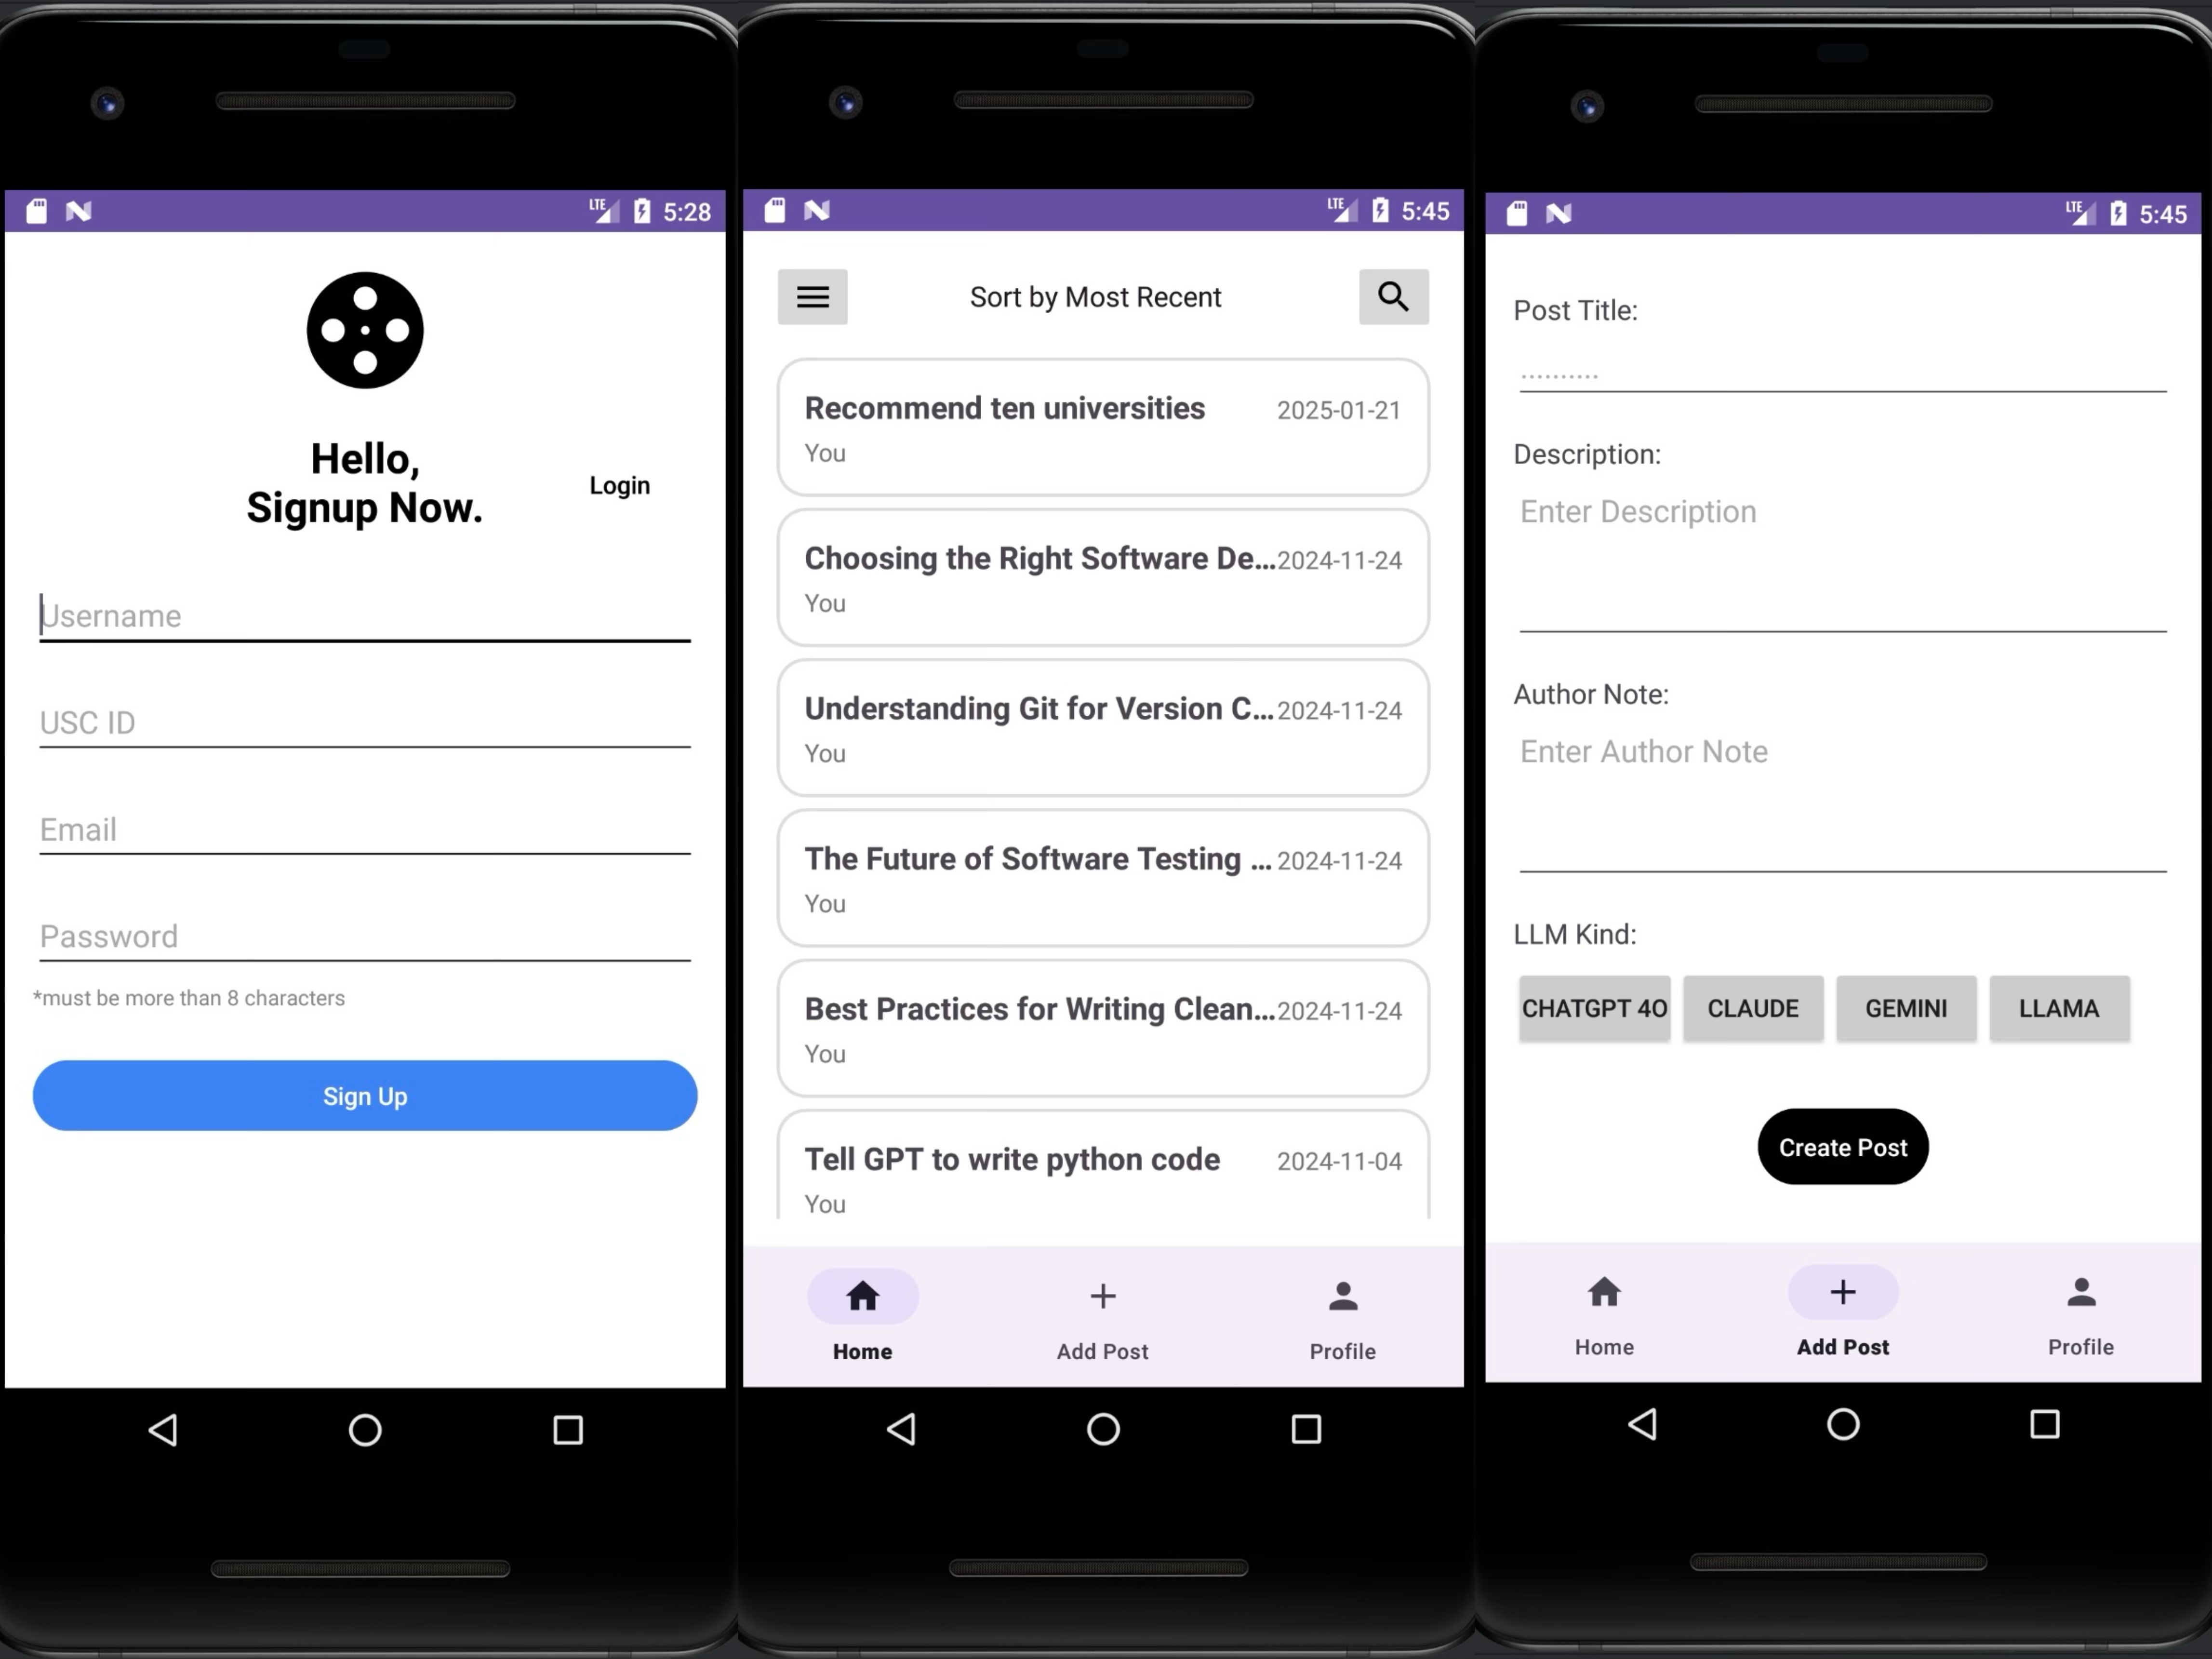 LTE 5:28
Hello,
Signup Now.
Login
Username
USC ID
Email
Password
*must be more than 8 characters
Sign Up
LTE 5:45
Sort by Most Recent
Recommend ten universities 2025-01-21
You
Choosing the Right Software De... 2024-11-24
You
Understanding Git for Version C... 2024-11-24
You
The Future of Software Testing ... 2024-11-24
You
Best Practices for Writing Clean... 2024-11-24
You
Tell GPT to write python code 2024-11-04
You
Home Add Post Profile
LTE 5:45
Post Title:
..........
Description:
Enter Description
Author Note:
Enter Author Note
LLM Kind:
CHATGPT 4O CLAUDE GEMINI LLAMA
Create Post
Home Add Post Profile